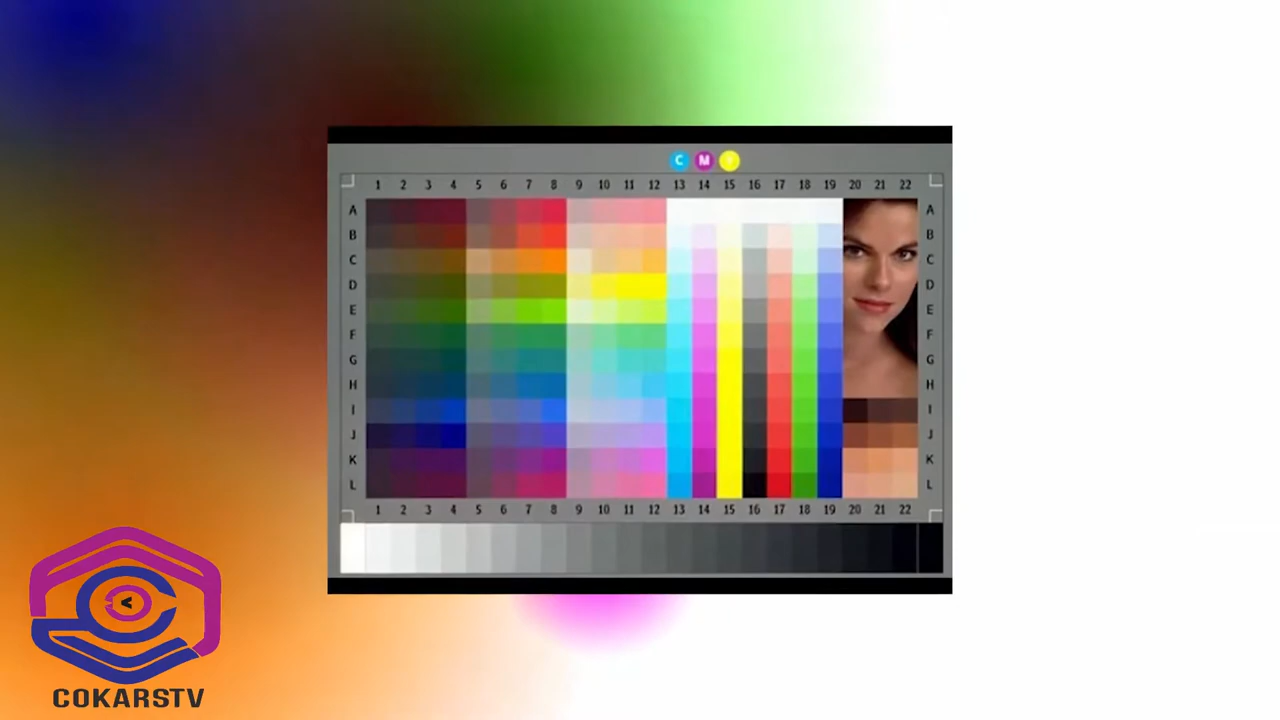 C M Y
1 2 3 4 5 6 7 8 9 10 11 12 13 14 15 16 17 18 19 20 21 22
A A
B B
C C
D D
E E
F F
G G
H H
I I
J J
K K
L L
1 2 3 4 5 6 7 8 9 10 11 12 13 14 15 16 17 18 19 20 21 22
COKARSTV